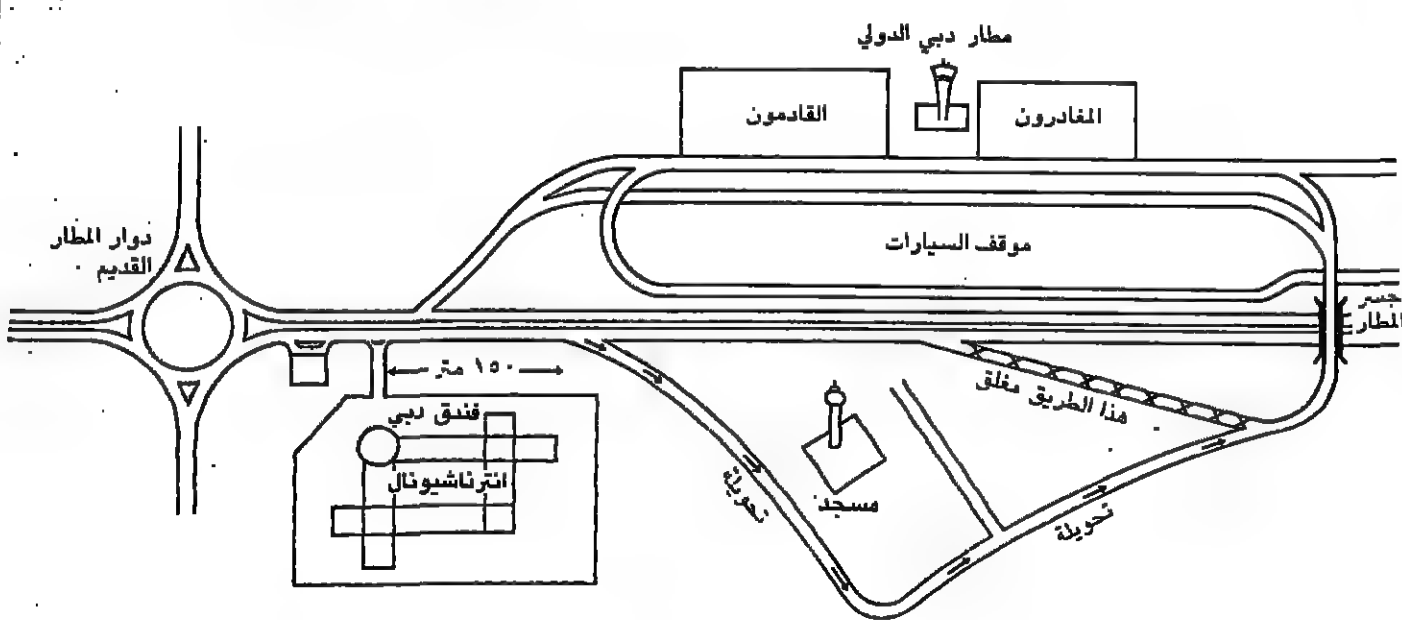 مطار دبي الدولي
القادمون
المغادرون
موقف السيارات
دوار المطار
القديم
جسر
المطار
١٥٠ متر
هذا الطريق مغلق
فندق دبي
انترناشيونال
مسجد
تحويلة
تحويلة